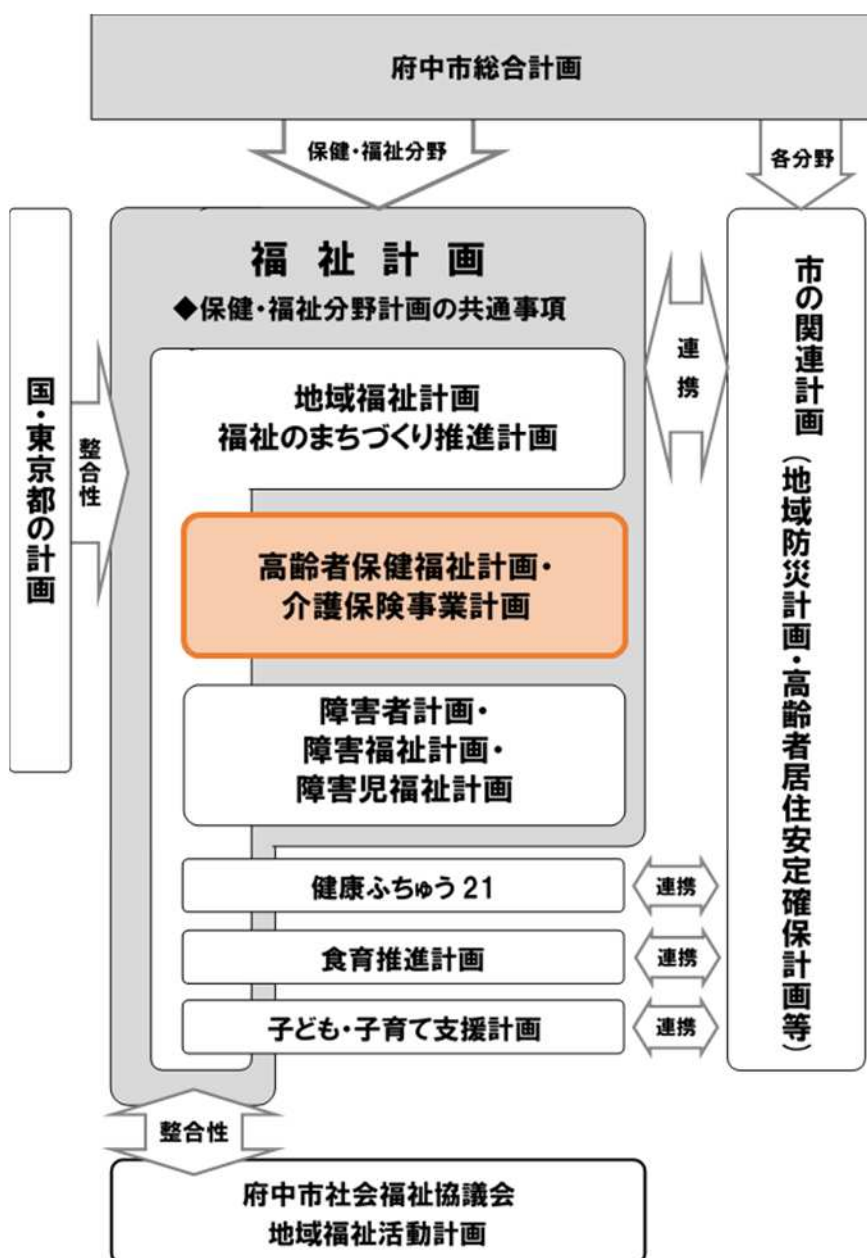 府中市総合計画
保健・福祉分野
各分野
福祉計画
◆保健・福祉分野計画の共通事項
国・東京都の計画
整合性
地域福祉計画
福祉のまちづくり推進計画
連携
市の関連計画（地域防災計画・高齢者居住安定確保計画等）
高齢者保健福祉計画・
介護保険事業計画
障害者計画・
障害福祉計画・
障害児福祉計画
健康ふちゅう21
連携
食育推進計画
連携
子ども・子育て支援計画
連携
整合性
府中市社会福祉協議会
地域福祉活動計画